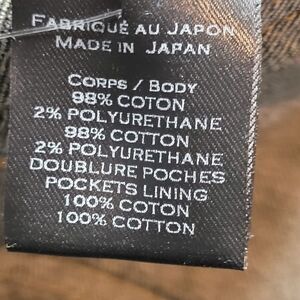 FABRIQUÉ AU JAPON
MADE IN JAPAN
CORPS / BODY
98% COTON
2% POLYURETHANE
98% COTTON
2% POLYURETHANE
DOUBLURE POCHES
POCKETS LINING
100% COTON
100% COTTON